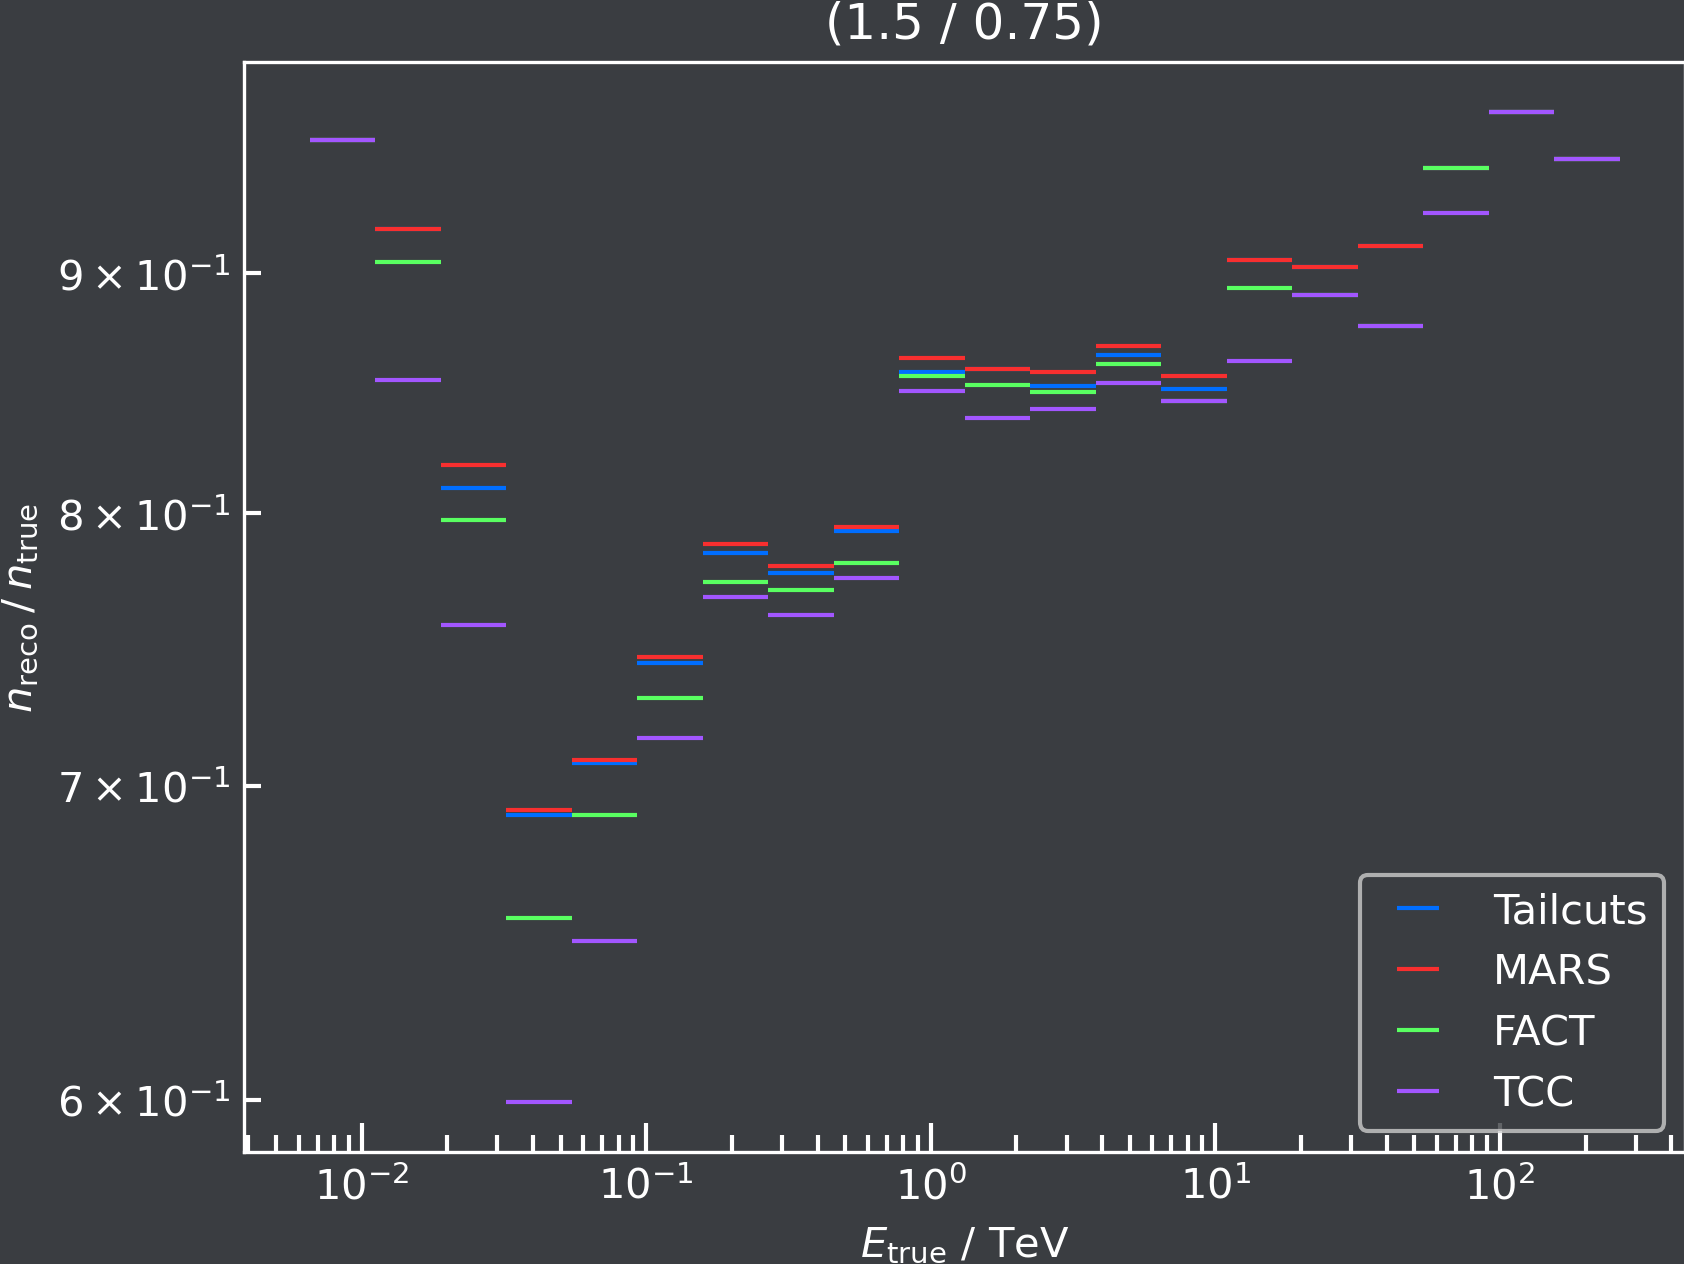 (1.5 / 0.75)
9 × 10⁻¹
8 × 10⁻¹
7 × 10⁻¹
6 × 10⁻¹
n_reco / n_true
10⁻² 10⁻¹ 10⁰ 10¹ 10²
E_true / TeV
Tailcuts
MARS
FACT
TCC